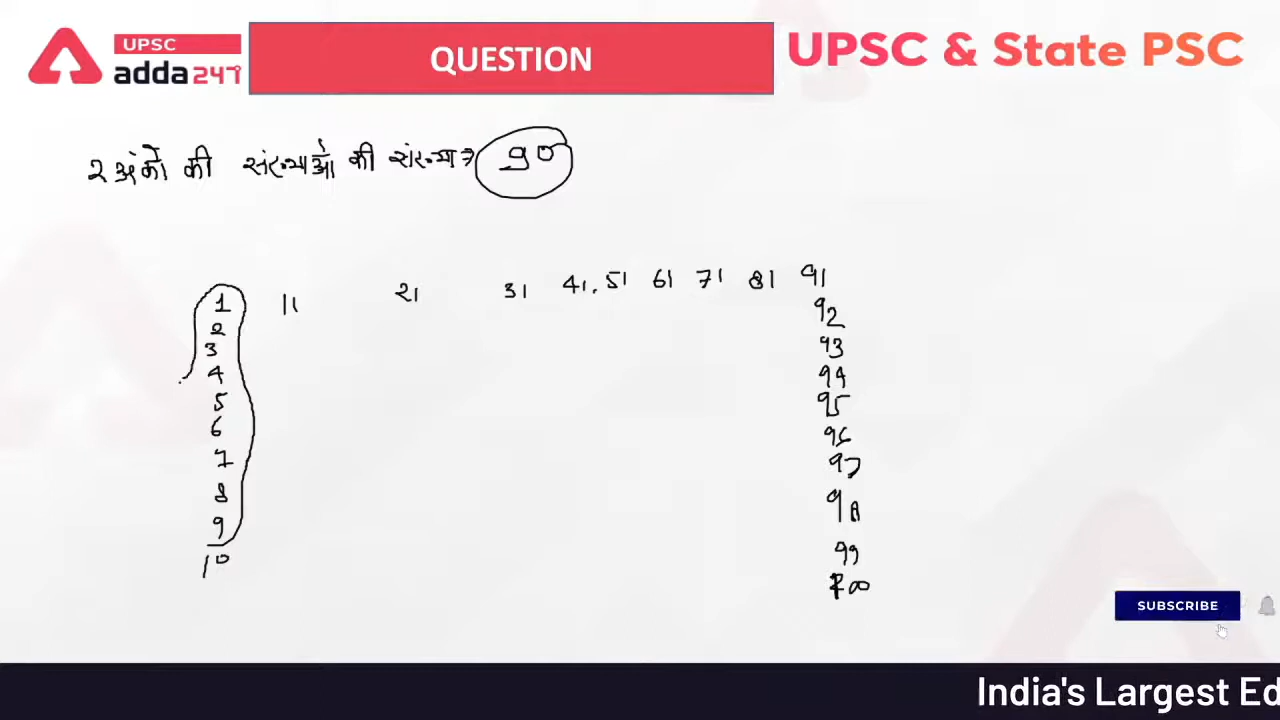 UPSC
adda247
QUESTION
UPSC & State PSC
2 अंको की संख्याओं की संख्या → 90
1 11 21 31 41, 51 61 71 81 91
2 92
3 93
4 94
5 95
6 96
7 97
8 98
9 99
10 100
SUBSCRIBE
India's Largest Ed